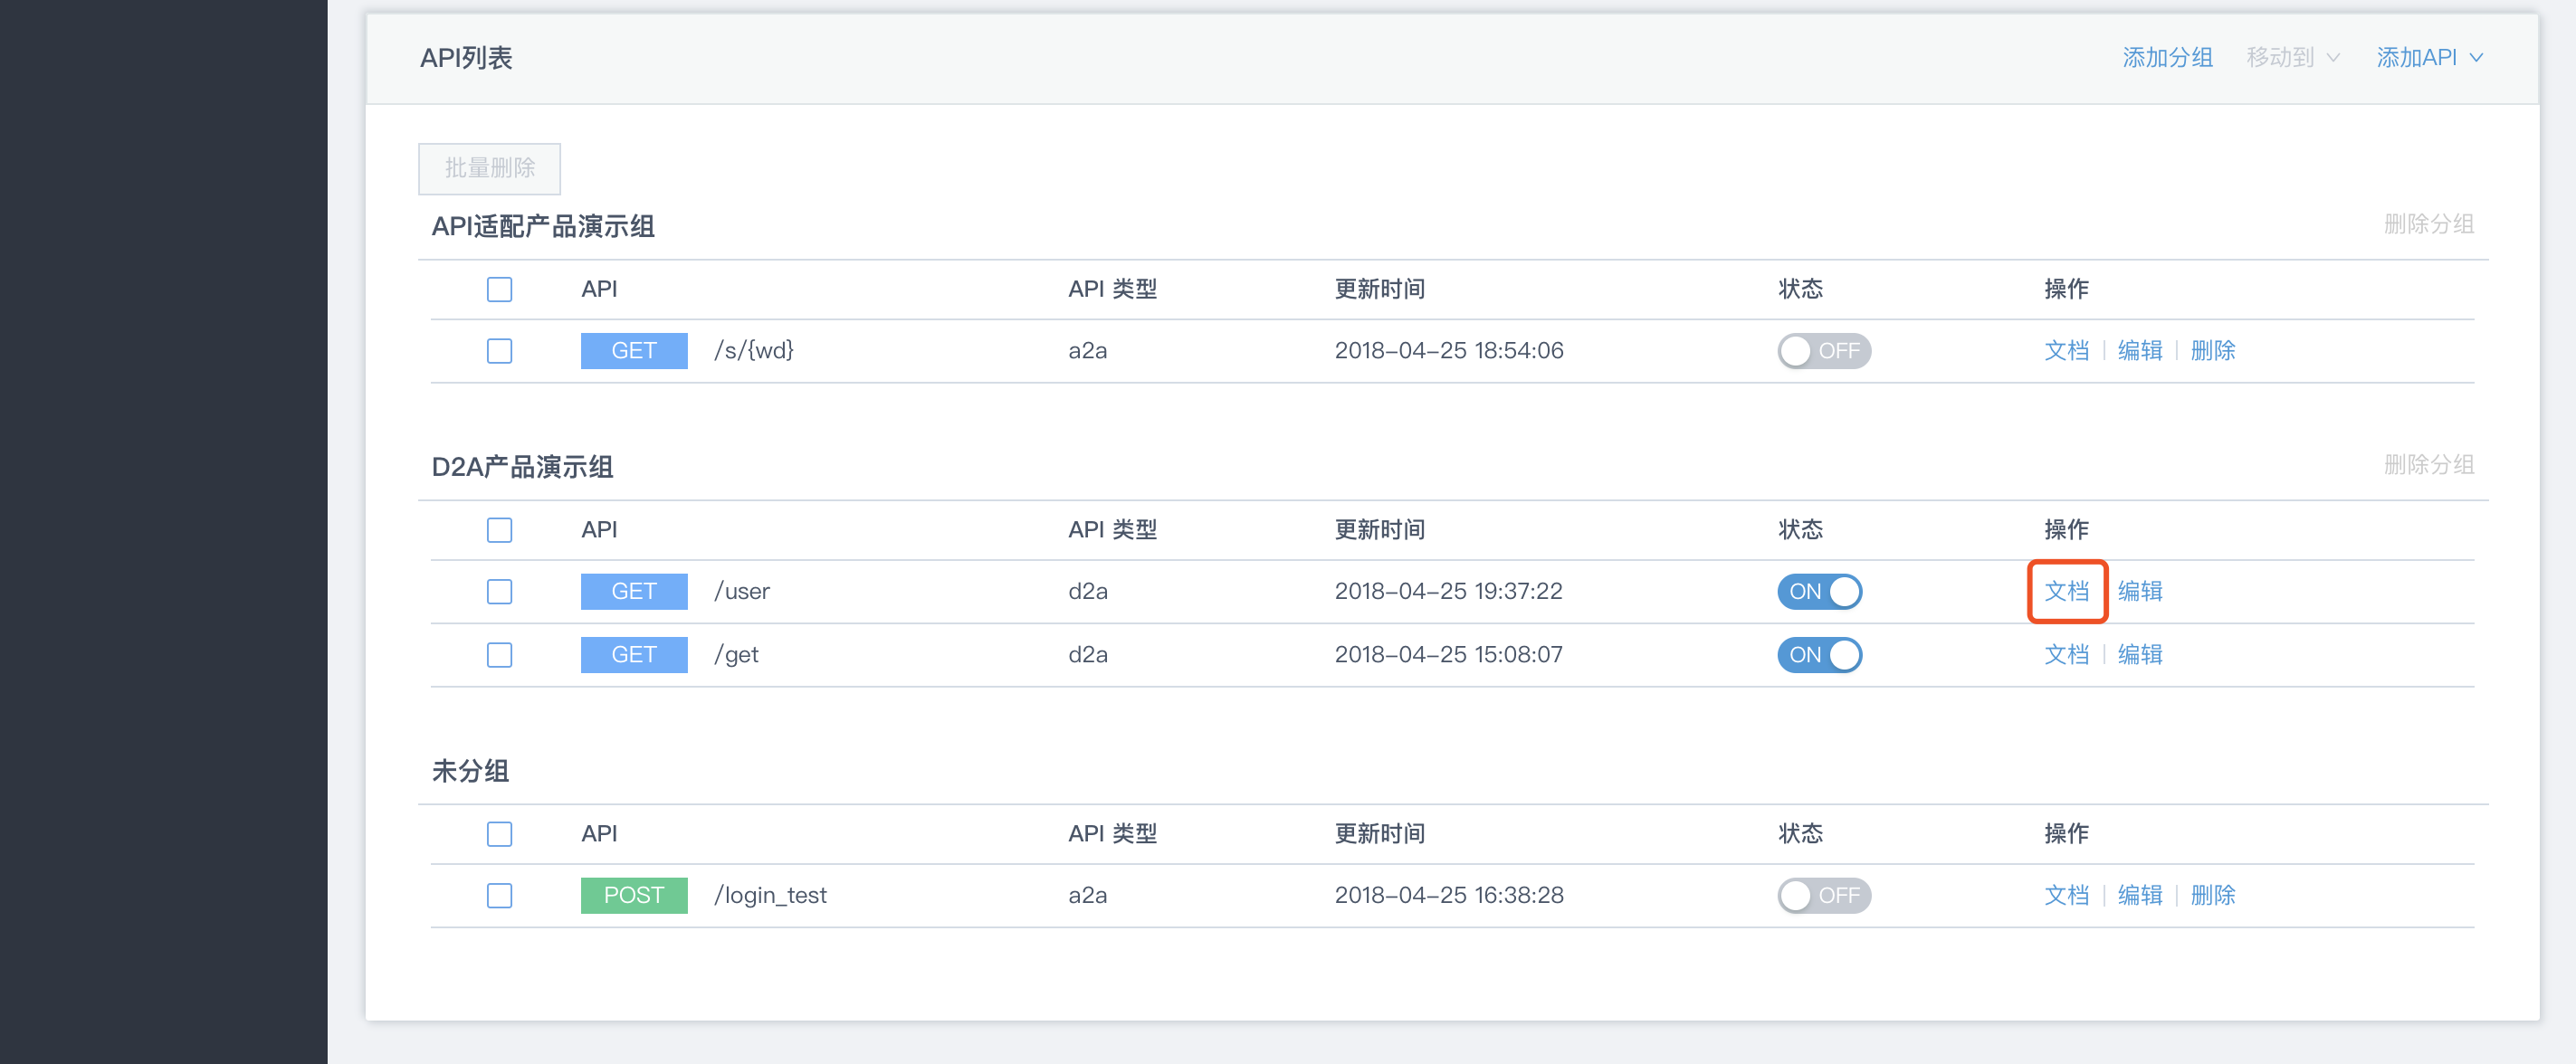 API列表 添加分组 移动到 添加API
批量删除
API适配产品演示组 删除分组
API API 类型 更新时间 状态 操作
GET /s/{wd} a2a 2018-04-25 18:54:06 OFF 文档 | 编辑 | 删除
D2A产品演示组 删除分组
API API 类型 更新时间 状态 操作
GET /user d2a 2018-04-25 19:37:22 ON 文档 编辑
GET /get d2a 2018-04-25 15:08:07 ON 文档 | 编辑
未分组
API API 类型 更新时间 状态 操作
POST /login_test a2a 2018-04-25 16:38:28 OFF 文档 | 编辑 | 删除